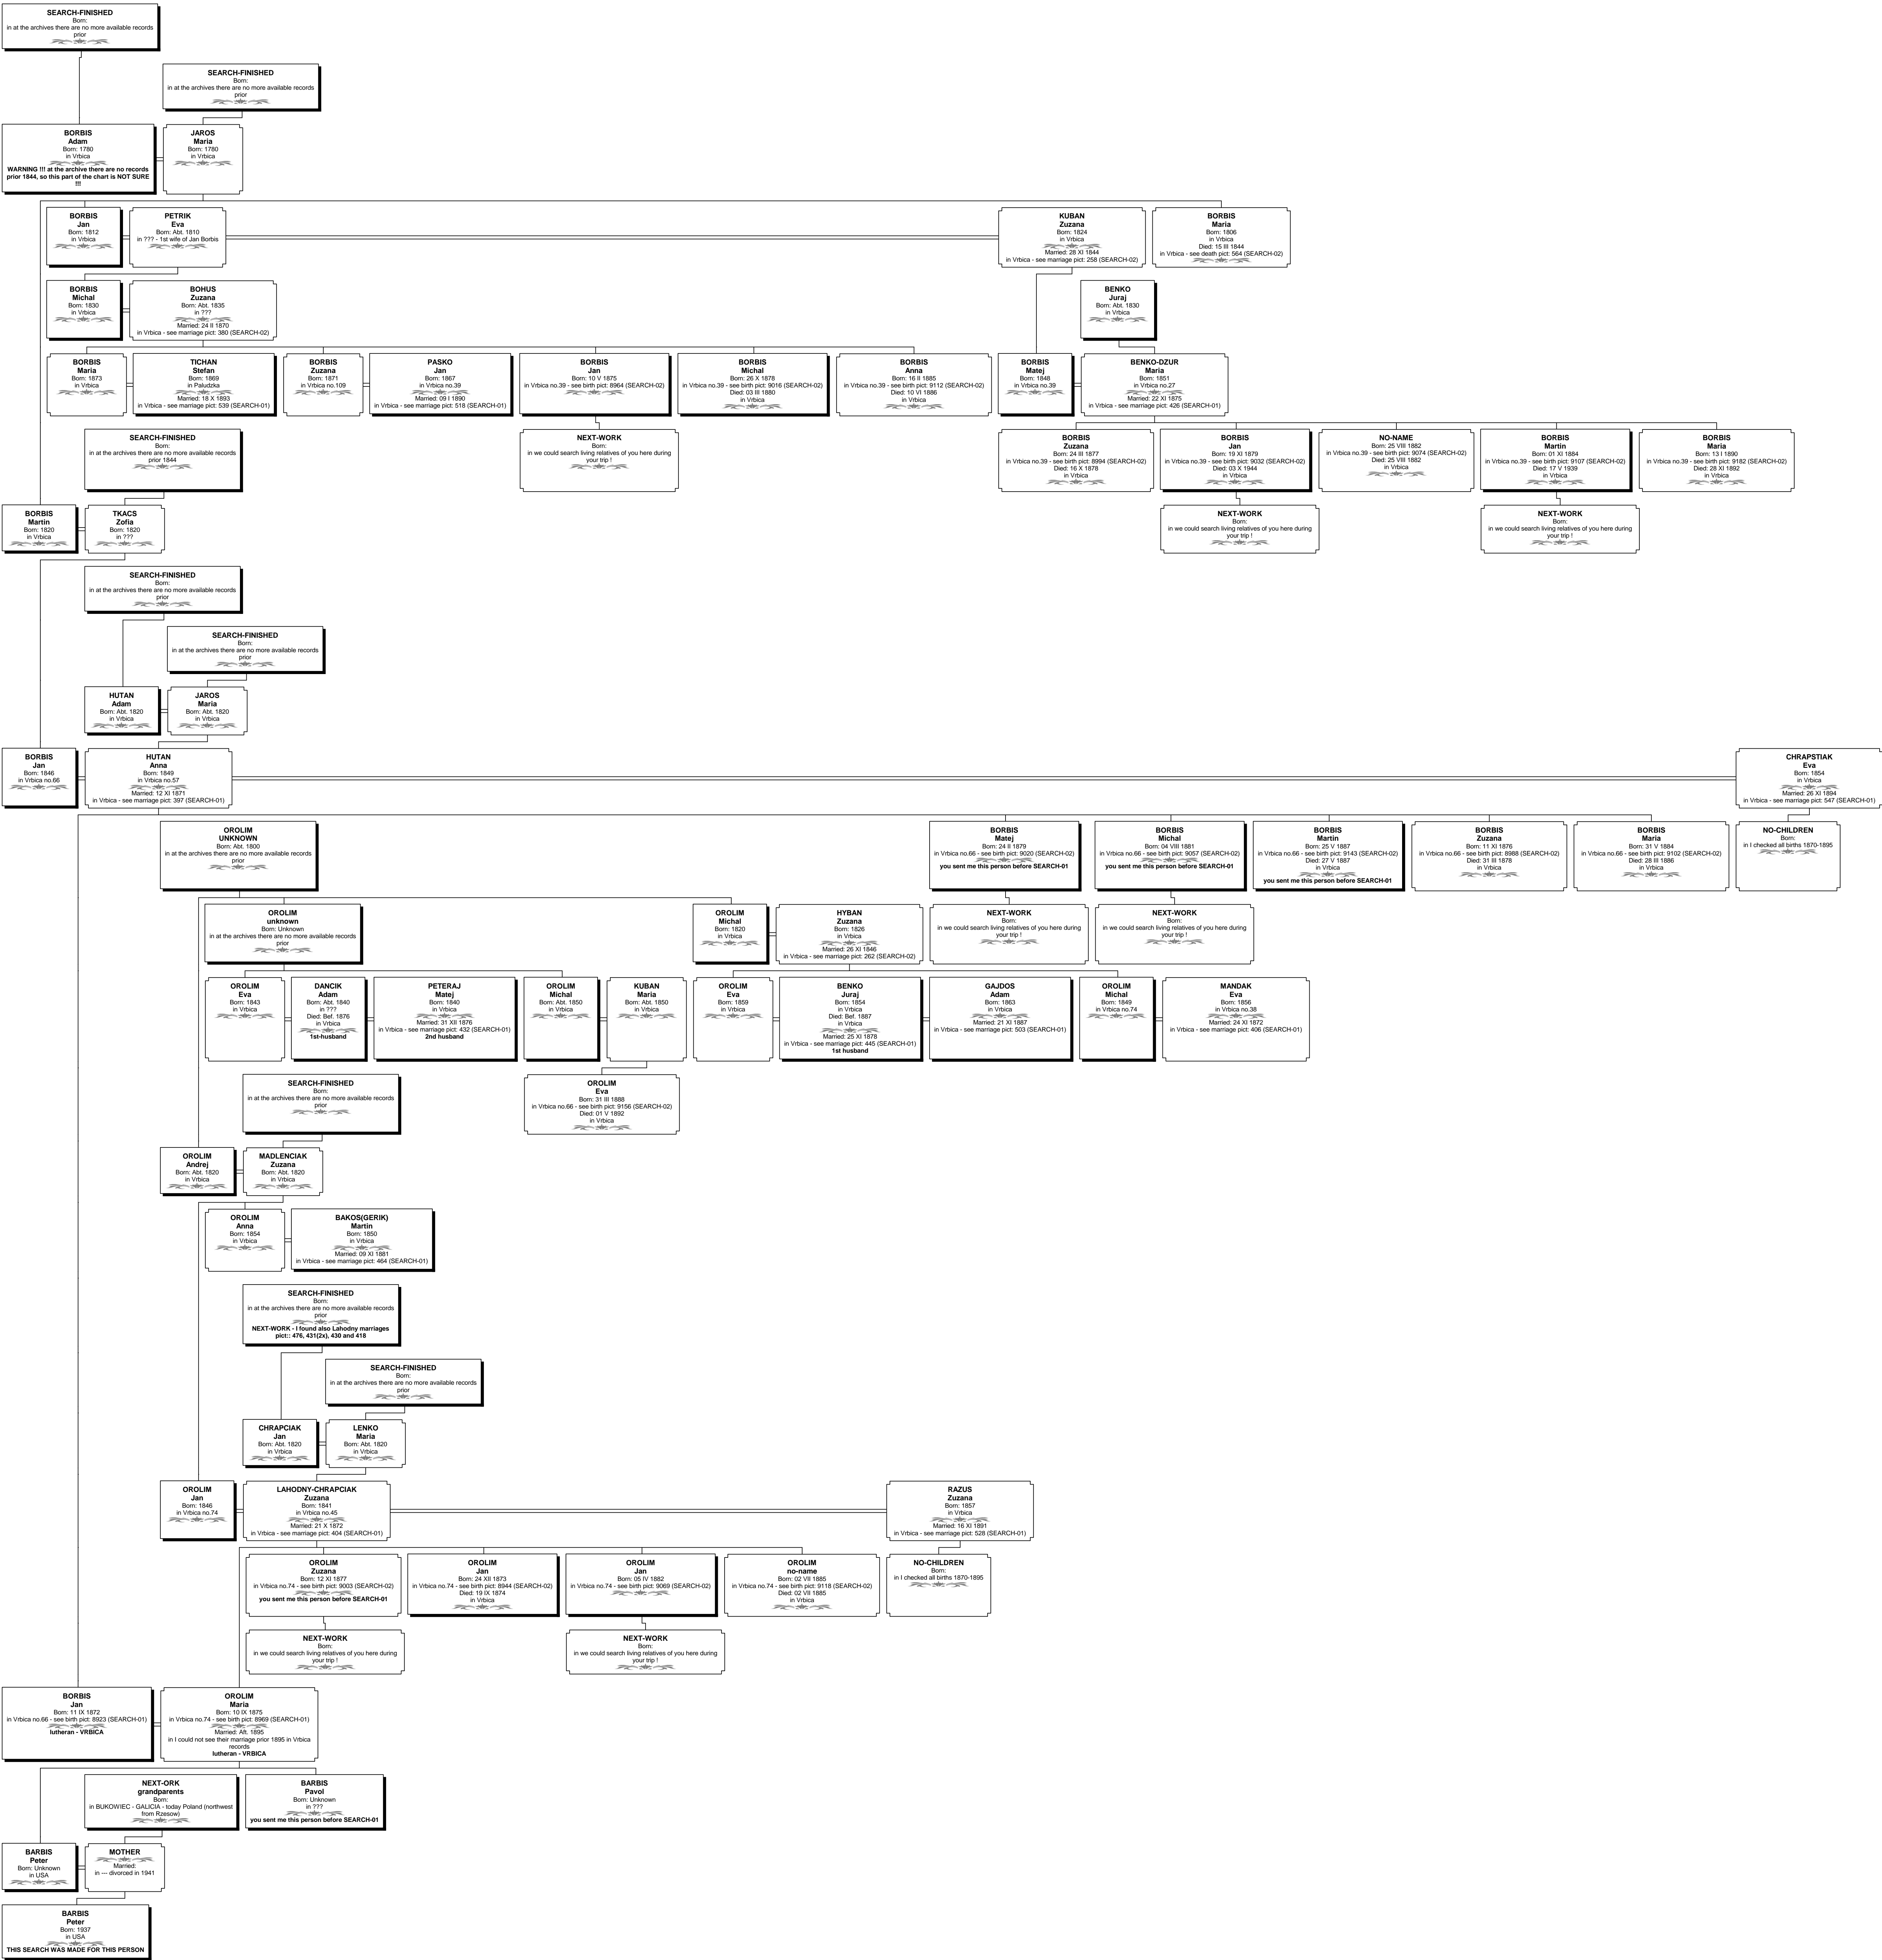 SEARCH-FINISHED
Born:
in at the archives there are no more available records
prior
SEARCH-FINISHED
Born:
in at the archives there are no more available records
prior
BORBIS
Adam
Born: 1780
in Vrbica
WARNING !!! at the archive there are no records
prior 1844, so this part of the chart is NOT SURE
!!!
JAROS
Maria
Born: 1780
in Vrbica
BORBIS
Jan
Born: 1812
in Vrbica
PETRIK
Eva
Born: Abt. 1810
in ??? - 1st wife of Jan Borbis
KUBAN
Zuzana
Born: 1824
in Vrbica
Married: 28 XI 1844
in Vrbica - see marriage pict: 258 (SEARCH-02)
BORBIS
Maria
Born: 1806
in Vrbica
Died: 15 III 1844
in Vrbica - see death pict: 564 (SEARCH-02)
BORBIS
Michal
Born: 1830
in Vrbica
BOHUS
Zuzana
Born: Abt. 1835
in ???
Married: 24 II 1870
in Vrbica - see marriage pict: 380 (SEARCH-02)
BENKO
Juraj
Born: Abt. 1830
in Vrbica
BORBIS
Maria
Born: 1873
in Vrbica
TICHAN
Stefan
Born: 1869
in Paludzka
Married: 18 X 1893
in Vrbica - see marriage pict: 539 (SEARCH-01)
BORBIS
Zuzana
Born: 1871
in Vrbica no.109
PASKO
Jan
Born: 1867
in Vrbica no.39
Married: 09 I 1890
in Vrbica - see marriage pict: 518 (SEARCH-01)
BORBIS
Jan
Born: 10 V 1875
in Vrbica no.39 - see birth pict: 8964 (SEARCH-02)
BORBIS
Michal
Born: 26 X 1878
in Vrbica no.39 - see birth pict: 9016 (SEARCH-02)
Died: 03 III 1880
in Vrbica
BORBIS
Anna
Born: 16 II 1885
in Vrbica no.39 - see birth pict: 9112 (SEARCH-02)
Died: 10 VI 1886
in Vrbica
BORBIS
Matej
Born: 1848
in Vrbica no.39
BENKO-DZUR
Maria
Born: 1851
in Vrbica no.27
Married: 22 XI 1875
in Vrbica - see marriage pict: 426 (SEARCH-01)
SEARCH-FINISHED
Born:
in at the archives there are no more available records
prior 1844
NEXT-WORK
Born:
in we could search living relatives of you here during
your trip !
BORBIS
Zuzana
Born: 24 III 1877
in Vrbica no.39 - see birth pict: 8994 (SEARCH-02)
Died: 16 X 1878
in Vrbica
BORBIS
Jan
Born: 19 XI 1879
in Vrbica no.39 - see birth pict: 9032 (SEARCH-02)
Died: 03 X 1944
in Vrbica
NO-NAME
Born: 25 VIII 1882
in Vrbica no.39 - see birth pict: 9074 (SEARCH-02)
Died: 25 VIII 1882
in Vrbica
BORBIS
Martin
Born: 01 XI 1884
in Vrbica no.39 - see birth pict: 9107 (SEARCH-02)
Died: 17 V 1939
in Vrbica
BORBIS
Maria
Born: 13 I 1890
in Vrbica no.39 - see birth pict: 9182 (SEARCH-02)
Died: 28 XI 1892
in Vrbica
BORBIS
Martin
Born: 1820
in Vrbica
TKACS
Zofia
Born: 1820
in ???
NEXT-WORK
Born:
in we could search living relatives of you here during
your trip !
NEXT-WORK
Born:
in we could search living relatives of you here during
your trip !
SEARCH-FINISHED
Born:
in at the archives there are no more available records
prior
SEARCH-FINISHED
Born:
in at the archives there are no more available records
prior
HUTAN
Adam
Born: Abt. 1820
in Vrbica
JAROS
Maria
Born: Abt. 1820
in Vrbica
BORBIS
Jan
Born: 1846
in Vrbica no.66
HUTAN
Anna
Born: 1849
in Vrbica no.57
Married: 12 XI 1871
in Vrbica - see marriage pict: 397 (SEARCH-01)
CHRAPSTIAK
Eva
Born: 1854
in Vrbica
Married: 26 XI 1894
in Vrbica - see marriage pict: 547 (SEARCH-01)
OROLIM
UNKNOWN
Born: Abt. 1800
in at the archives there are no more available records
prior
BORBIS
Matej
Born: 24 II 1879
in Vrbica no.66 - see birth pict: 9020 (SEARCH-02)
you sent me this person before SEARCH-01
BORBIS
Michal
Born: 04 VIII 1881
in Vrbica no.66 - see birth pict: 9057 (SEARCH-02)
you sent me this person before SEARCH-01
BORBIS
Martin
Born: 25 V 1887
in Vrbica no.66 - see birth pict: 9143 (SEARCH-02)
Died: 27 V 1887
in Vrbica
you sent me this person before SEARCH-01
BORBIS
Zuzana
Born: 11 XI 1876
in Vrbica no.66 - see birth pict: 8988 (SEARCH-02)
Died: 31 III 1878
in Vrbica
BORBIS
Maria
Born: 31 V 1884
in Vrbica no.66 - see birth pict: 9102 (SEARCH-02)
Died: 28 III 1886
in Vrbica
NO-CHILDREN
Born:
in I checked all births 1870-1895
OROLIM
unknown
Born: Unknown
in at the archives there are no more available records
prior
OROLIM
Michal
Born: 1820
in Vrbica
HYBAN
Zuzana
Born: 1826
in Vrbica
Married: 26 XI 1846
in Vrbica - see marriage pict: 262 (SEARCH-02)
NEXT-WORK
Born:
in we could search living relatives of you here during
your trip !
NEXT-WORK
Born:
in we could search living relatives of you here during
your trip !
OROLIM
Eva
Born: 1843
in Vrbica
DANCIK
Adam
Born: Abt. 1840
in ???
Died: Bef. 1876
in Vrbica
1st-husband
PETERAJ
Matej
Born: 1840
in Vrbica
Married: 31 XII 1876
in Vrbica - see marriage pict: 432 (SEARCH-01)
2nd husband
OROLIM
Michal
Born: Abt. 1850
in Vrbica
KUBAN
Maria
Born: Abt. 1850
in Vrbica
OROLIM
Eva
Born: 1859
in Vrbica
BENKO
Juraj
Born: 1854
in Vrbica
Died: Bef. 1887
in Vrbica
Married: 25 XI 1878
in Vrbica - see marriage pict: 445 (SEARCH-01)
1st husband
GAJDOS
Adam
Born: 1863
in Vrbica
Married: 21 XI 1887
in Vrbica - see marriage pict: 503 (SEARCH-01)
OROLIM
Michal
Born: 1849
in Vrbica no.74
MANDAK
Eva
Born: 1856
in Vrbica no.38
Married: 24 XI 1872
in Vrbica - see marriage pict: 406 (SEARCH-01)
SEARCH-FINISHED
Born:
in at the archives there are no more available records
prior
OROLIM
Eva
Born: 31 III 1888
in Vrbica no.66 - see birth pict: 9156 (SEARCH-02)
Died: 01 V 1892
in Vrbica
OROLIM
Andrej
Born: Abt. 1820
in Vrbica
MADLENCIAK
Zuzana
Born: Abt. 1820
in Vrbica
OROLIM
Anna
Born: 1854
in Vrbica
BAKOS(GERIK)
Martin
Born: 1850
in Vrbica
Married: 09 XI 1881
in Vrbica - see marriage pict: 464 (SEARCH-01)
SEARCH-FINISHED
Born:
in at the archives there are no more available records
prior
NEXT-WORK - I found also Lahodny marriages
pict:: 476, 431(2x), 430 and 418
SEARCH-FINISHED
Born:
in at the archives there are no more available records
prior
CHRAPCIAK
Jan
Born: Abt. 1820
in Vrbica
LENKO
Maria
Born: Abt. 1820
in Vrbica
OROLIM
Jan
Born: 1846
in Vrbica no.74
LAHODNY-CHRAPCIAK
Zuzana
Born: 1841
in Vrbica no.45
Married: 21 X 1872
in Vrbica - see marriage pict: 404 (SEARCH-01)
RAZUS
Zuzana
Born: 1857
in Vrbica
Married: 16 XI 1891
in Vrbica - see marriage pict: 528 (SEARCH-01)
OROLIM
Zuzana
Born: 12 XI 1877
in Vrbica no.74 - see birth pict: 9003 (SEARCH-02)
you sent me this person before SEARCH-01
OROLIM
Jan
Born: 24 XII 1873
in Vrbica no.74 - see birth pict: 8944 (SEARCH-02)
Died: 19 IX 1874
in Vrbica
OROLIM
Jan
Born: 05 IV 1882
in Vrbica no.74 - see birth pict: 9069 (SEARCH-02)
OROLIM
no-name
Born: 02 VII 1885
in Vrbica no.74 - see birth pict: 9118 (SEARCH-02)
Died: 02 VII 1885
in Vrbica
NO-CHILDREN
Born:
in I checked all births 1870-1895
NEXT-WORK
Born:
in we could search living relatives of you here during
your trip !
NEXT-WORK
Born:
in we could search living relatives of you here during
your trip !
BORBIS
Jan
Born: 11 IX 1872
in Vrbica no.66 - see birth pict: 8923 (SEARCH-01)
lutheran - VRBICA
OROLIM
Maria
Born: 10 IX 1875
in Vrbica no.74 - see birth pict: 8969 (SEARCH-01)
Married: Aft. 1895
in I could not see their marriage prior 1895 in Vrbica
records
lutheran - VRBICA
NEXT-ORK
grandparents
Born:
in BUKOWIEC - GALICIA - today Poland (northwest
from Rzesow)
BARBIS
Pavol
Born: Unknown
in ???
you sent me this person before SEARCH-01
BARBIS
Peter
Born: Unknown
in USA
MOTHER
Married:
in --- divorced in 1941
BARBIS
Peter
Born: 1937
in USA
THIS SEARCH WAS MADE FOR THIS PERSON